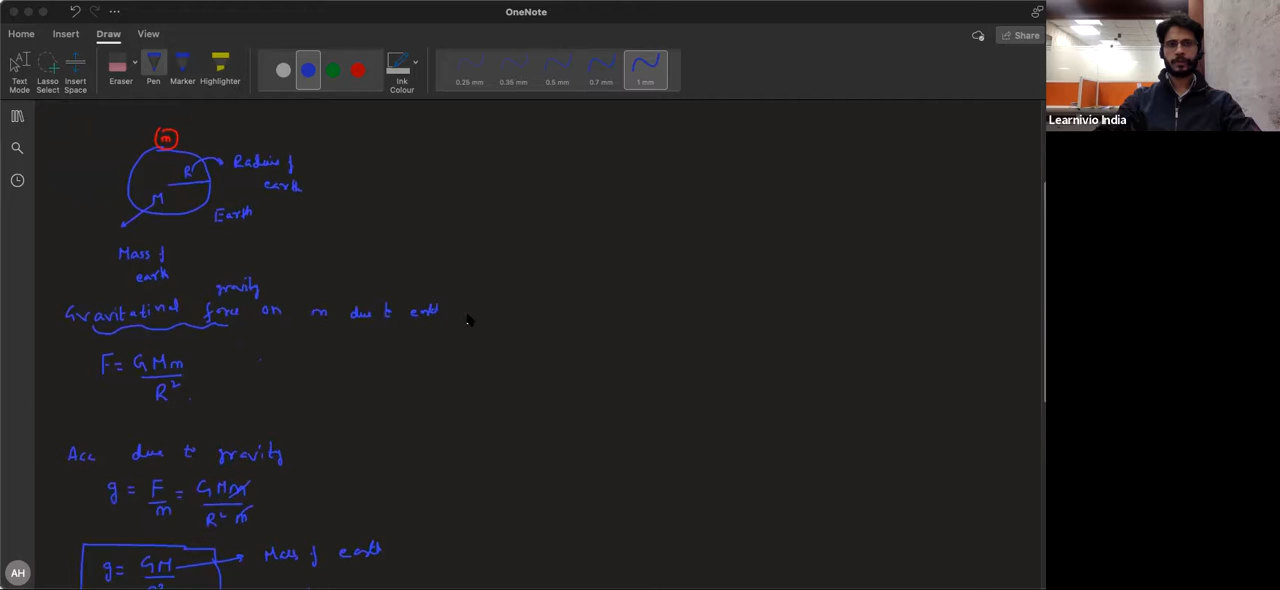 OneNote
Home Insert Draw View
Share
Text Mode
Lasso Select
Insert Space
Eraser
Pen
Marker
Highlighter
Ink Colour
0.25 mm
0.35 mm
0.5 mm
0.7 mm
1 mm
Learnivio India
m
R
Radius of
earth
M
Earth
Mass of
earth
gravity
Gravitatinal force on m due to earth
F = GMm
R²
Acc due to gravity
g = F = GMm
m R² m
g = GM
Mass of earth
R²
AH